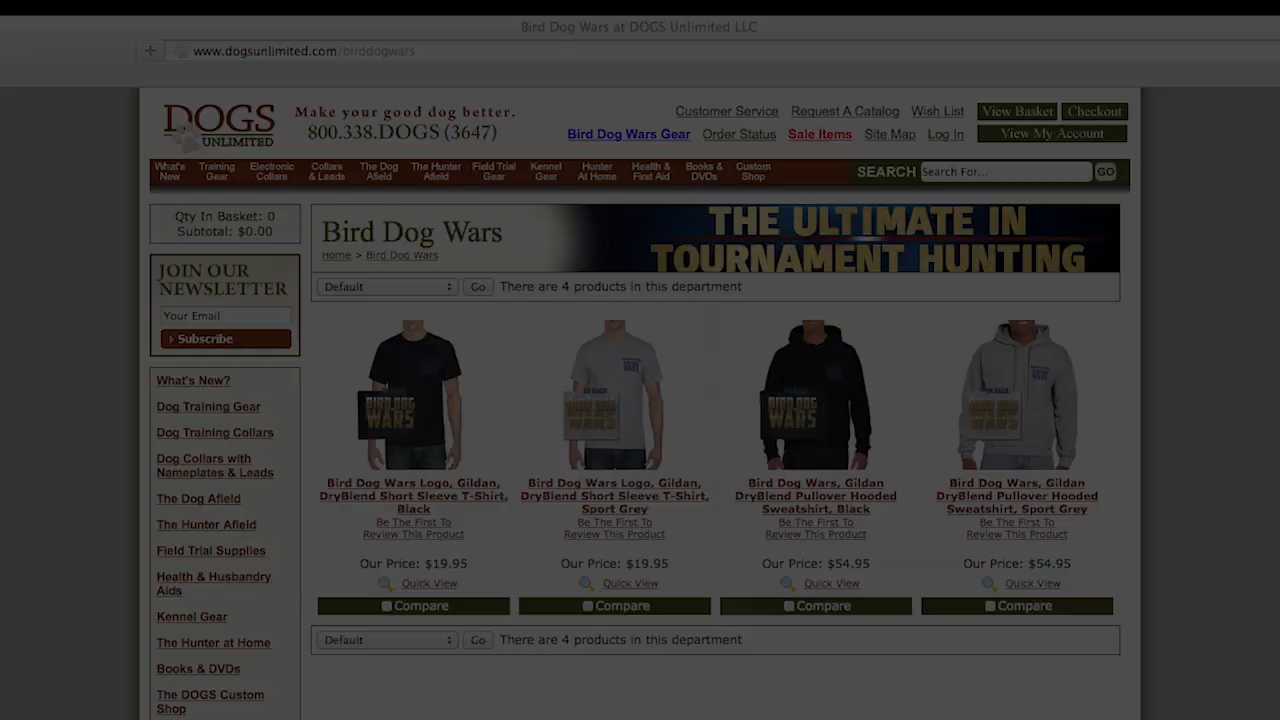 Bird Dog Wars at DOGS Unlimited LLC
www.dogsunlimited.com/birddogwars
DOGS
UNLIMITED
Make your good dog better.
800.338.DOGS (3647)
Customer Service Request A Catalog Wish List View Basket Checkout
Bird Dog Wars Gear Order Status Sale Items Site Map Log In View My Account
What's New
Training Gear
Electronic Collars
Collars & Leads
The Dog Afield
The Hunter Afield
Field Trial Gear
Kennel Gear
Hunter At Home
Health & First Aid
Books & DVDs
Custom Shop
SEARCH Search For... GO
Qty In Basket: 0
Subtotal: $0.00
JOIN OUR
NEWSLETTER
Your Email
Subscribe
What's New?
Dog Training Gear
Dog Training Collars
Dog Collars with
Nameplates & Leads
The Dog Afield
The Hunter Afield
Field Trial Supplies
Health & Husbandry
Aids
Kennel Gear
The Hunter at Home
Books & DVDs
The DOGS Custom
Shop
Bird Dog Wars
Home > Bird Dog Wars
THE ULTIMATE IN
TOURNAMENT HUNTING
Default Go There are 4 products in this department
BIRD DOG
WARS
Bird Dog Wars Logo, Gildan,
DryBlend Short Sleeve T-Shirt,
Black
Be The First To
Review This Product
Our Price: $19.95
Quick View
Compare
BIRD DOG
WARS
Bird Dog Wars Logo, Gildan,
DryBlend Short Sleeve T-Shirt,
Sport Grey
Be The First To
Review This Product
Our Price: $19.95
Quick View
Compare
BIRD DOG
WARS
Bird Dog Wars, Gildan
DryBlend Pullover Hooded
Sweatshirt, Black
Be The First To
Review This Product
Our Price: $54.95
Quick View
Compare
BIRD DOG
WARS
Bird Dog Wars, Gildan
DryBlend Pullover Hooded
Sweatshirt, Sport Grey
Be The First To
Review This Product
Our Price: $54.95
Quick View
Compare
Default Go There are 4 products in this department